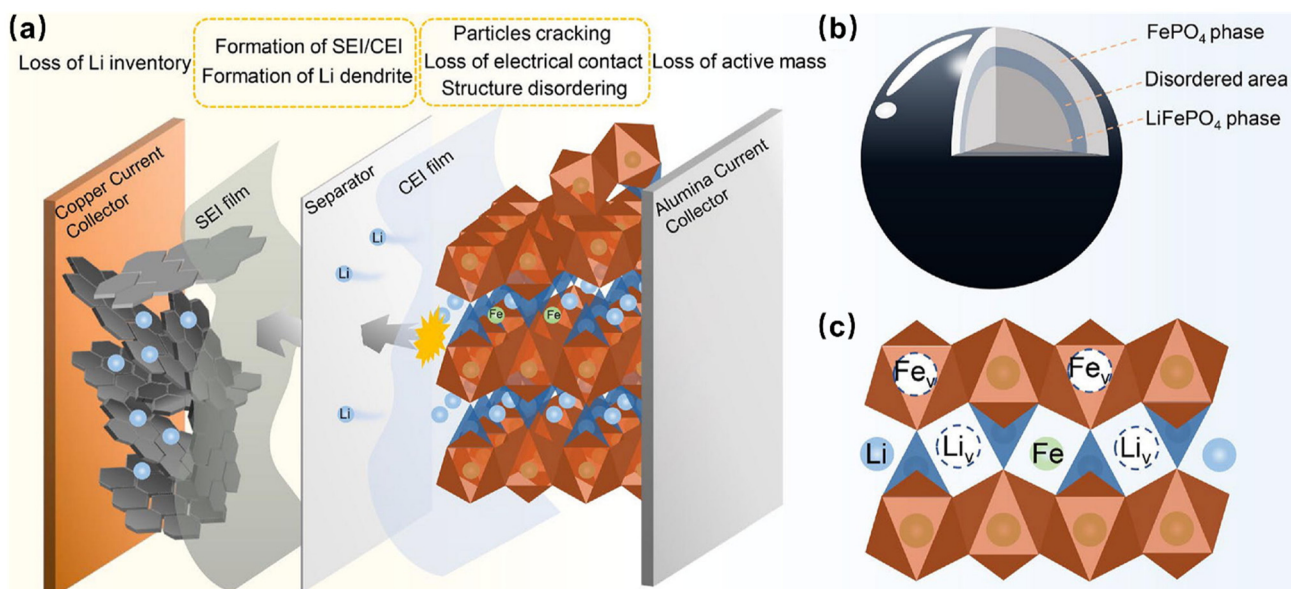 (a)
Loss of Li inventory
Formation of SEI/CEI
Formation of Li dendrite
Particles cracking
Loss of electrical contact
Structure disordering
Loss of active mass
Copper Current
Collector
SEI film
Separator
CEI film
Alumina Current
Collector
Li
Li
Li
Fe
Fe
(b)
FePO₄ phase
Disordered area
LiFePO₄ phase
(c)
Feᵥ
Feᵥ
Li
Liᵥ
Fe
Liᵥ